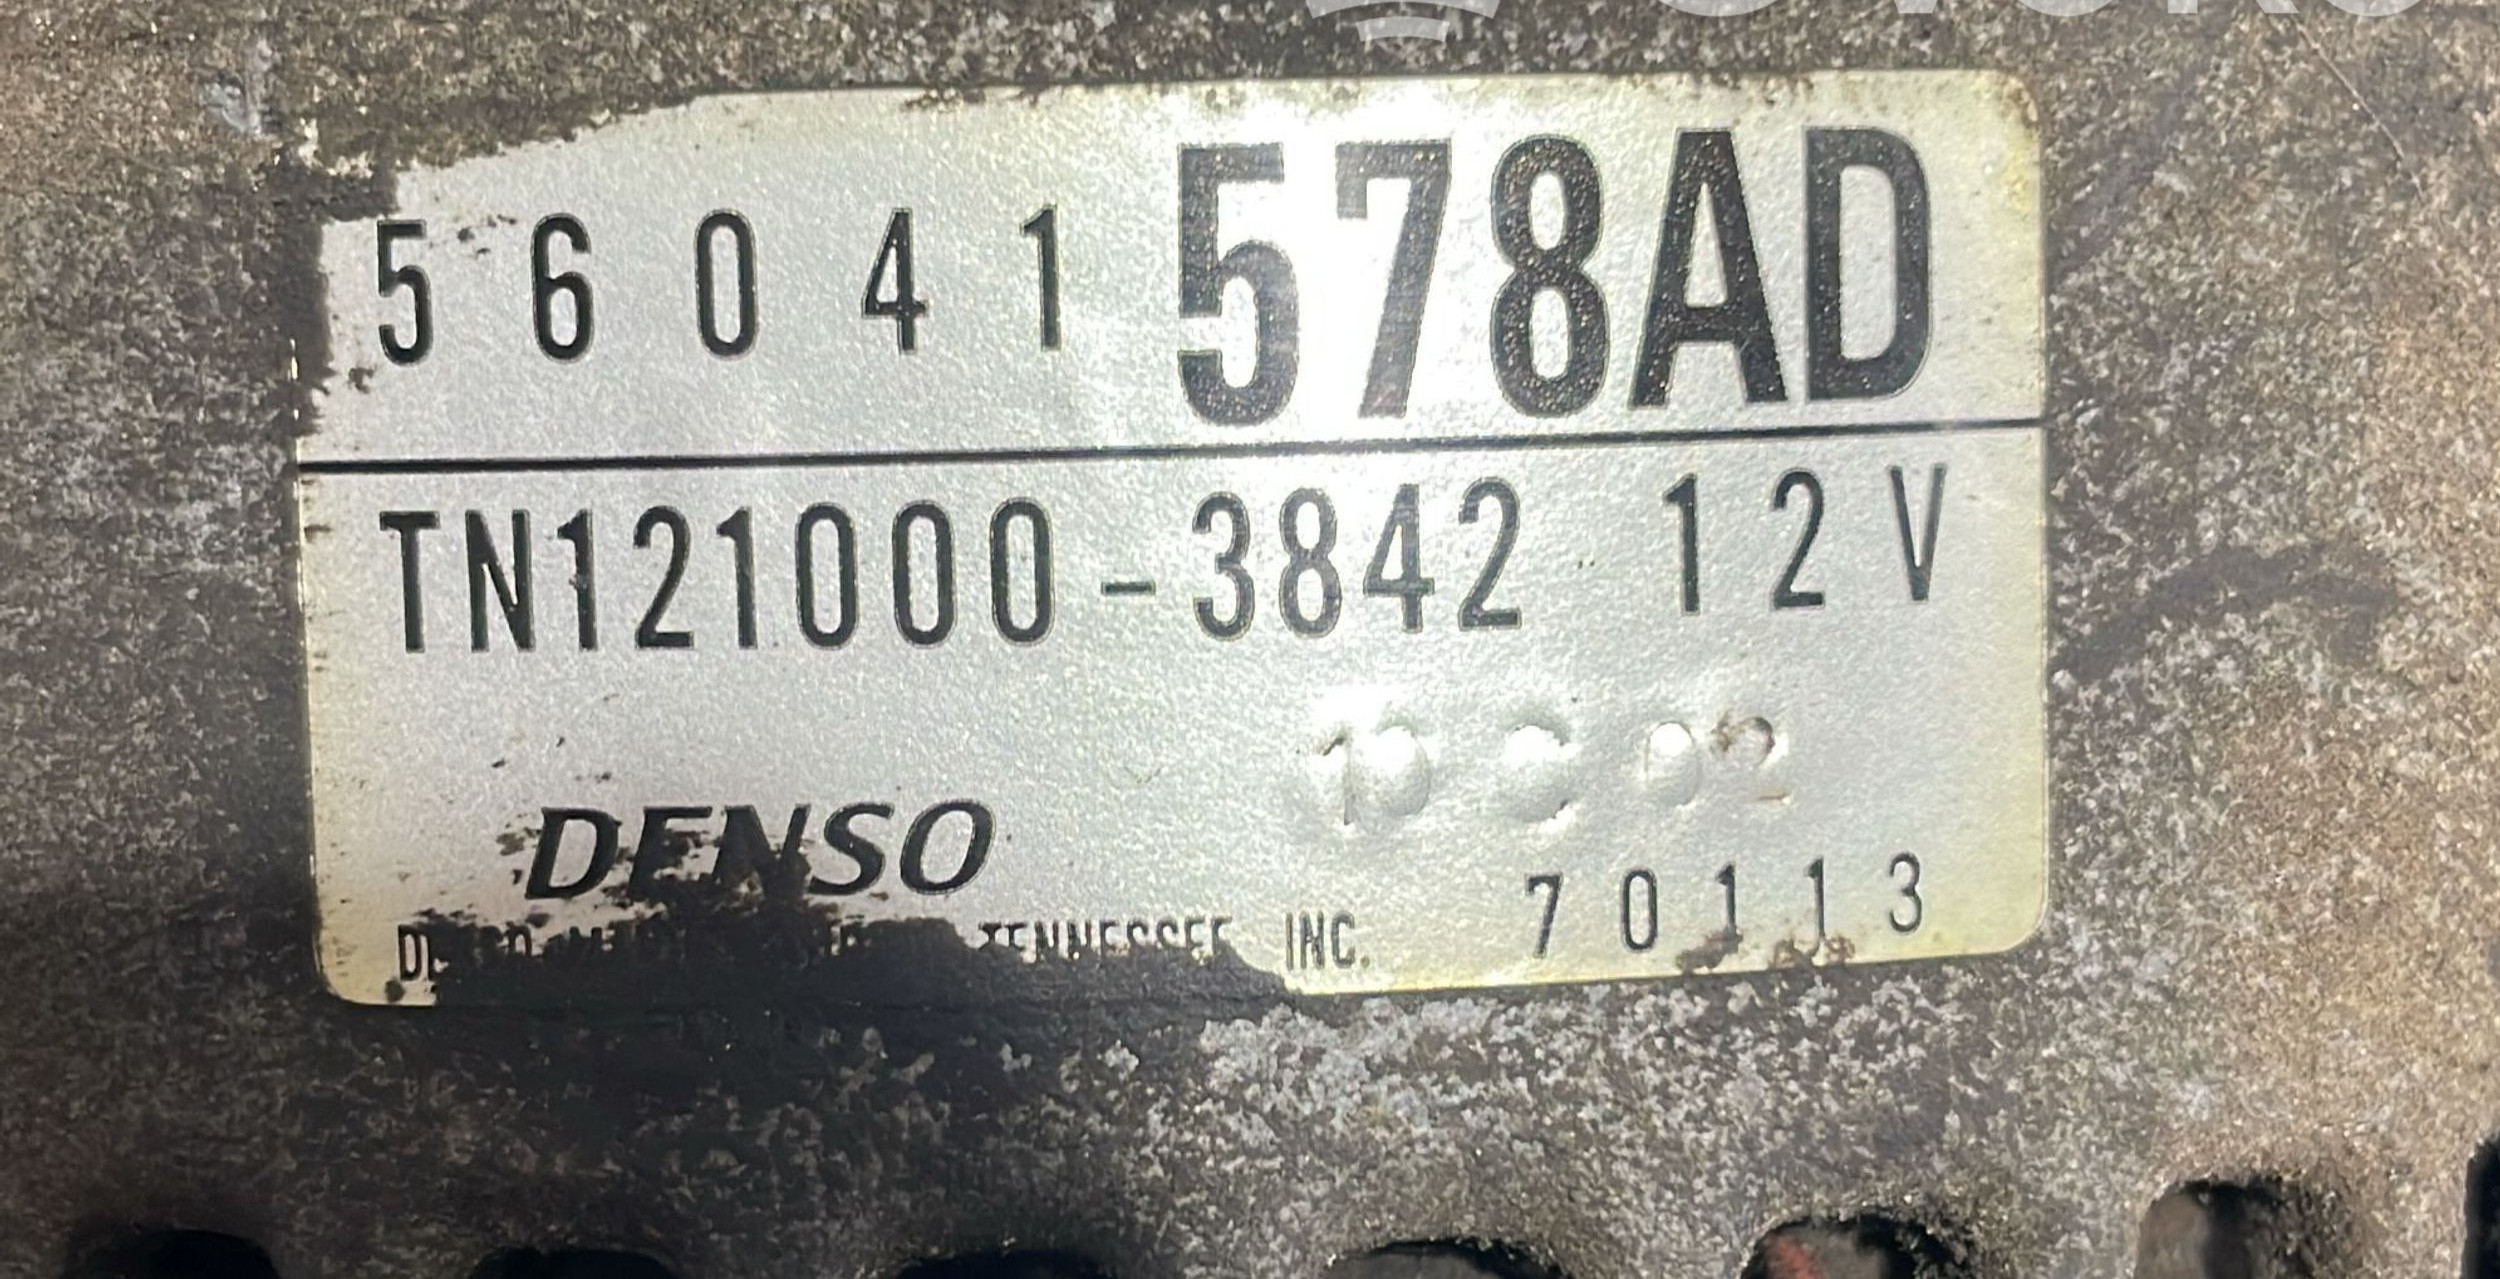 56041578AD
TN121000-3842 12V
DENSO
TENNESSEE INC. 70113